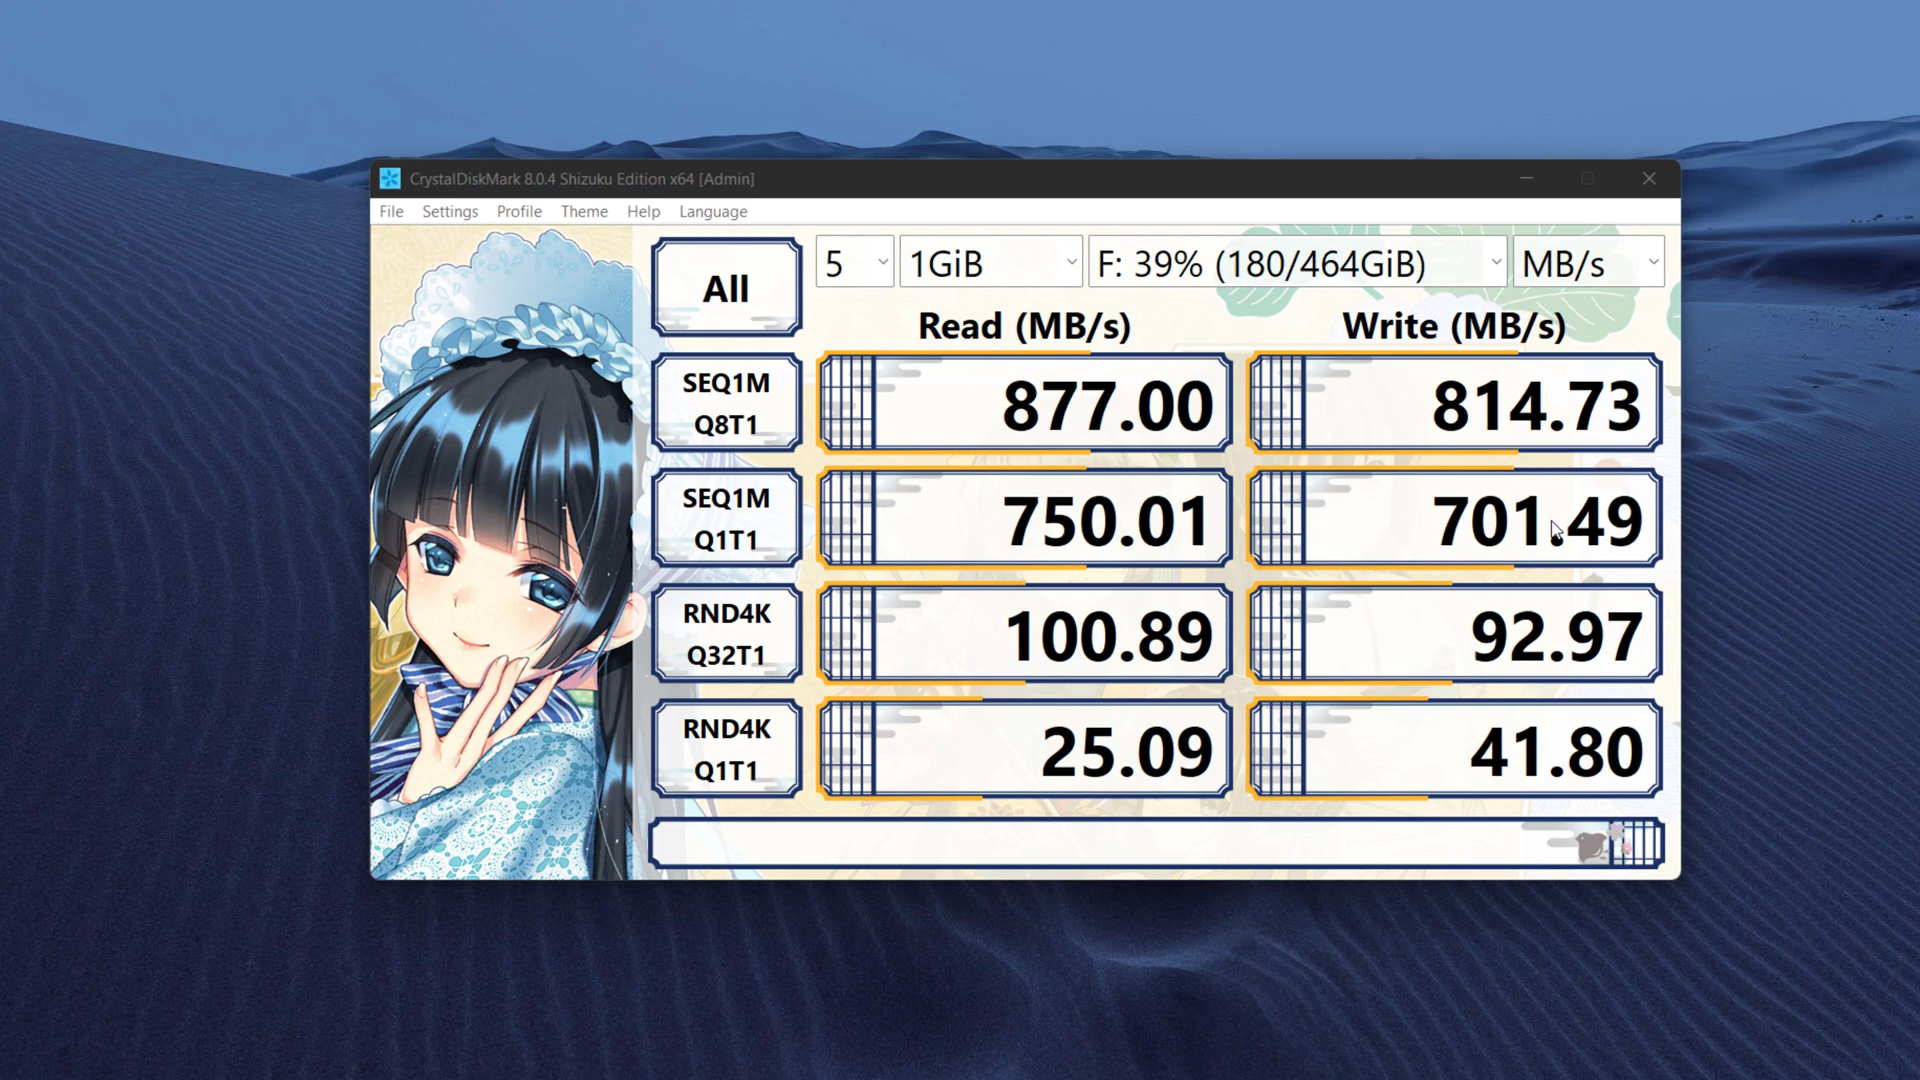 CrystalDiskMark 8.0.4 Shizuku Edition x64 [Admin]
File Settings Profile Theme Help Language
All
5 1GiB F: 39% (180/464GiB) MB/s
Read (MB/s) Write (MB/s)
SEQ1M
Q8T1
877.00 814.73
SEQ1M
Q1T1
750.01 701.49
RND4K
Q32T1
100.89 92.97
RND4K
Q1T1
25.09 41.80